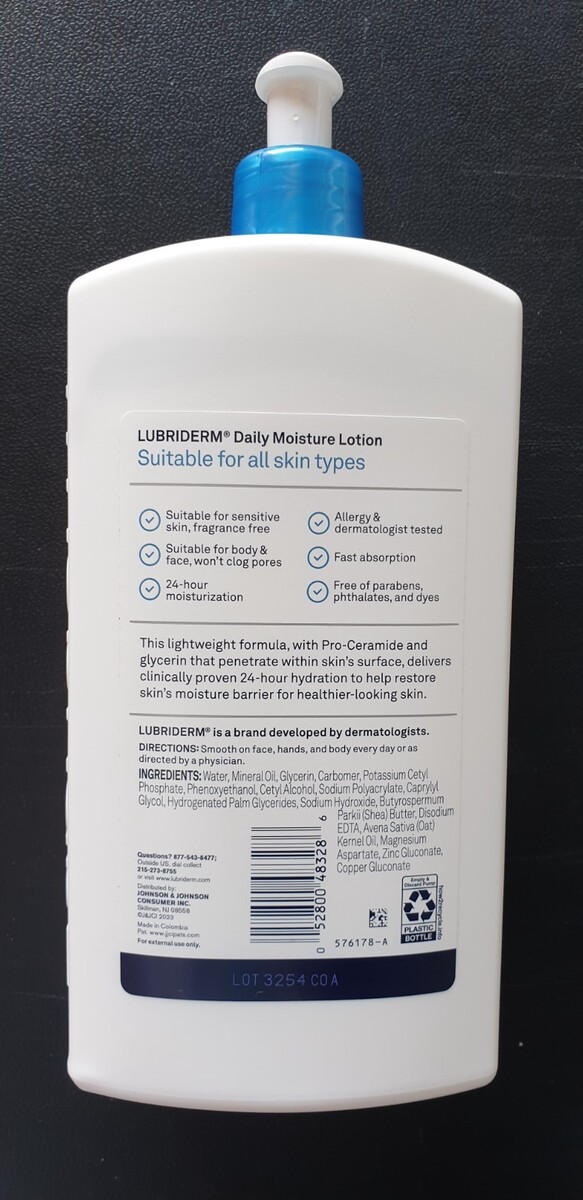 LUBRIDERM® Daily Moisture Lotion
Suitable for all skin types
Suitable for sensitive
skin, fragrance free
Allergy &
dermatologist tested
Suitable for body &
face, won't clog pores
Fast absorption
24-hour
moisturization
Free of parabens,
phthalates, and dyes
This lightweight formula, with Pro-Ceramide and
glycerin that penetrate within skin's surface, delivers
clinically proven 24-hour hydration to help restore
skin's moisture barrier for healthier-looking skin.
LUBRIDERM® is a brand developed by dermatologists.
DIRECTIONS: Smooth on face, hands, and body every day or as
directed by a physician.
INGREDIENTS: Water, Mineral Oil, Glycerin, Carbomer, Potassium Cetyl
Phosphate, Phenoxyethanol, Cetyl Alcohol, Sodium Polyacrylate, Caprylyl
Glycol, Hydrogenated Palm Glycerides, Sodium Hydroxide, Butyrospermum
Parkii (Shea) Butter, Disodium
EDTA, Avena Sativa (Oat)
Kernel Oil, Magnesium
Aspartate, Zinc Gluconate,
Copper Gluconate
Questions? 877-543-8477;
Outside US, dial collect
215-273-8755
or visit www.lubriderm.com
Distributed by:
JOHNSON & JOHNSON
CONSUMER INC.
Skillman, NJ 08558
©J&JCI 2023
Made in Colombia
Pat. www.jjcipats.com
For external use only.
0 52800 48328 6
576178-A
Empty &
Discard Pump
PLASTIC
BOTTLE
how2recycle.info
LOT 3254 COA